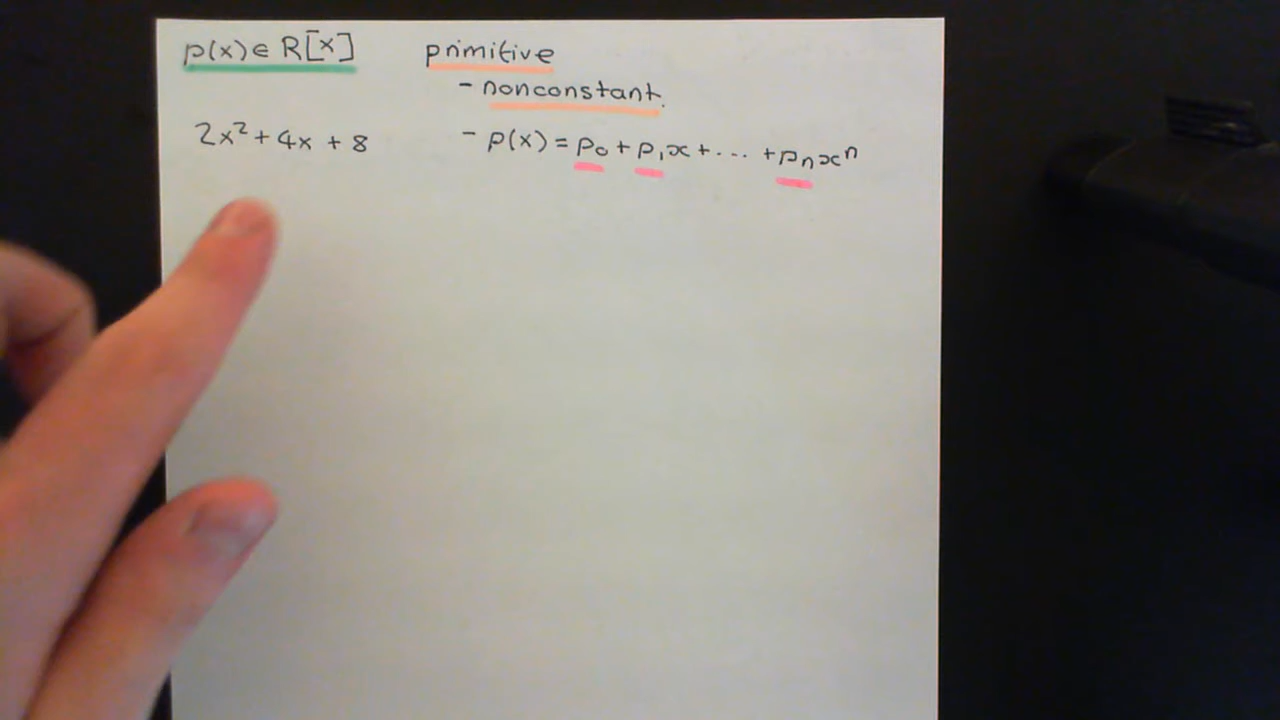 p(x) ∈ R[x] primitive
- nonconstant.
2x² + 4x + 8 - p(x) = p₀ + p₁x + ... + pₙxⁿ